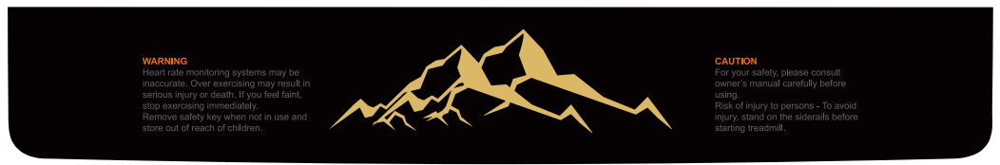 WARNING
Heart rate monitoring systems may be
inaccurate. Over exercising may result in
serious injury or death. If you feel faint,
stop exercising immediately.
Remove safety key when not in use and
store out of reach of children.
CAUTION
For your safety, please consult
owner's manual carefully before
using.
Risk of injury to persons - To avoid
injury, stand on the siderails before
starting treadmill.